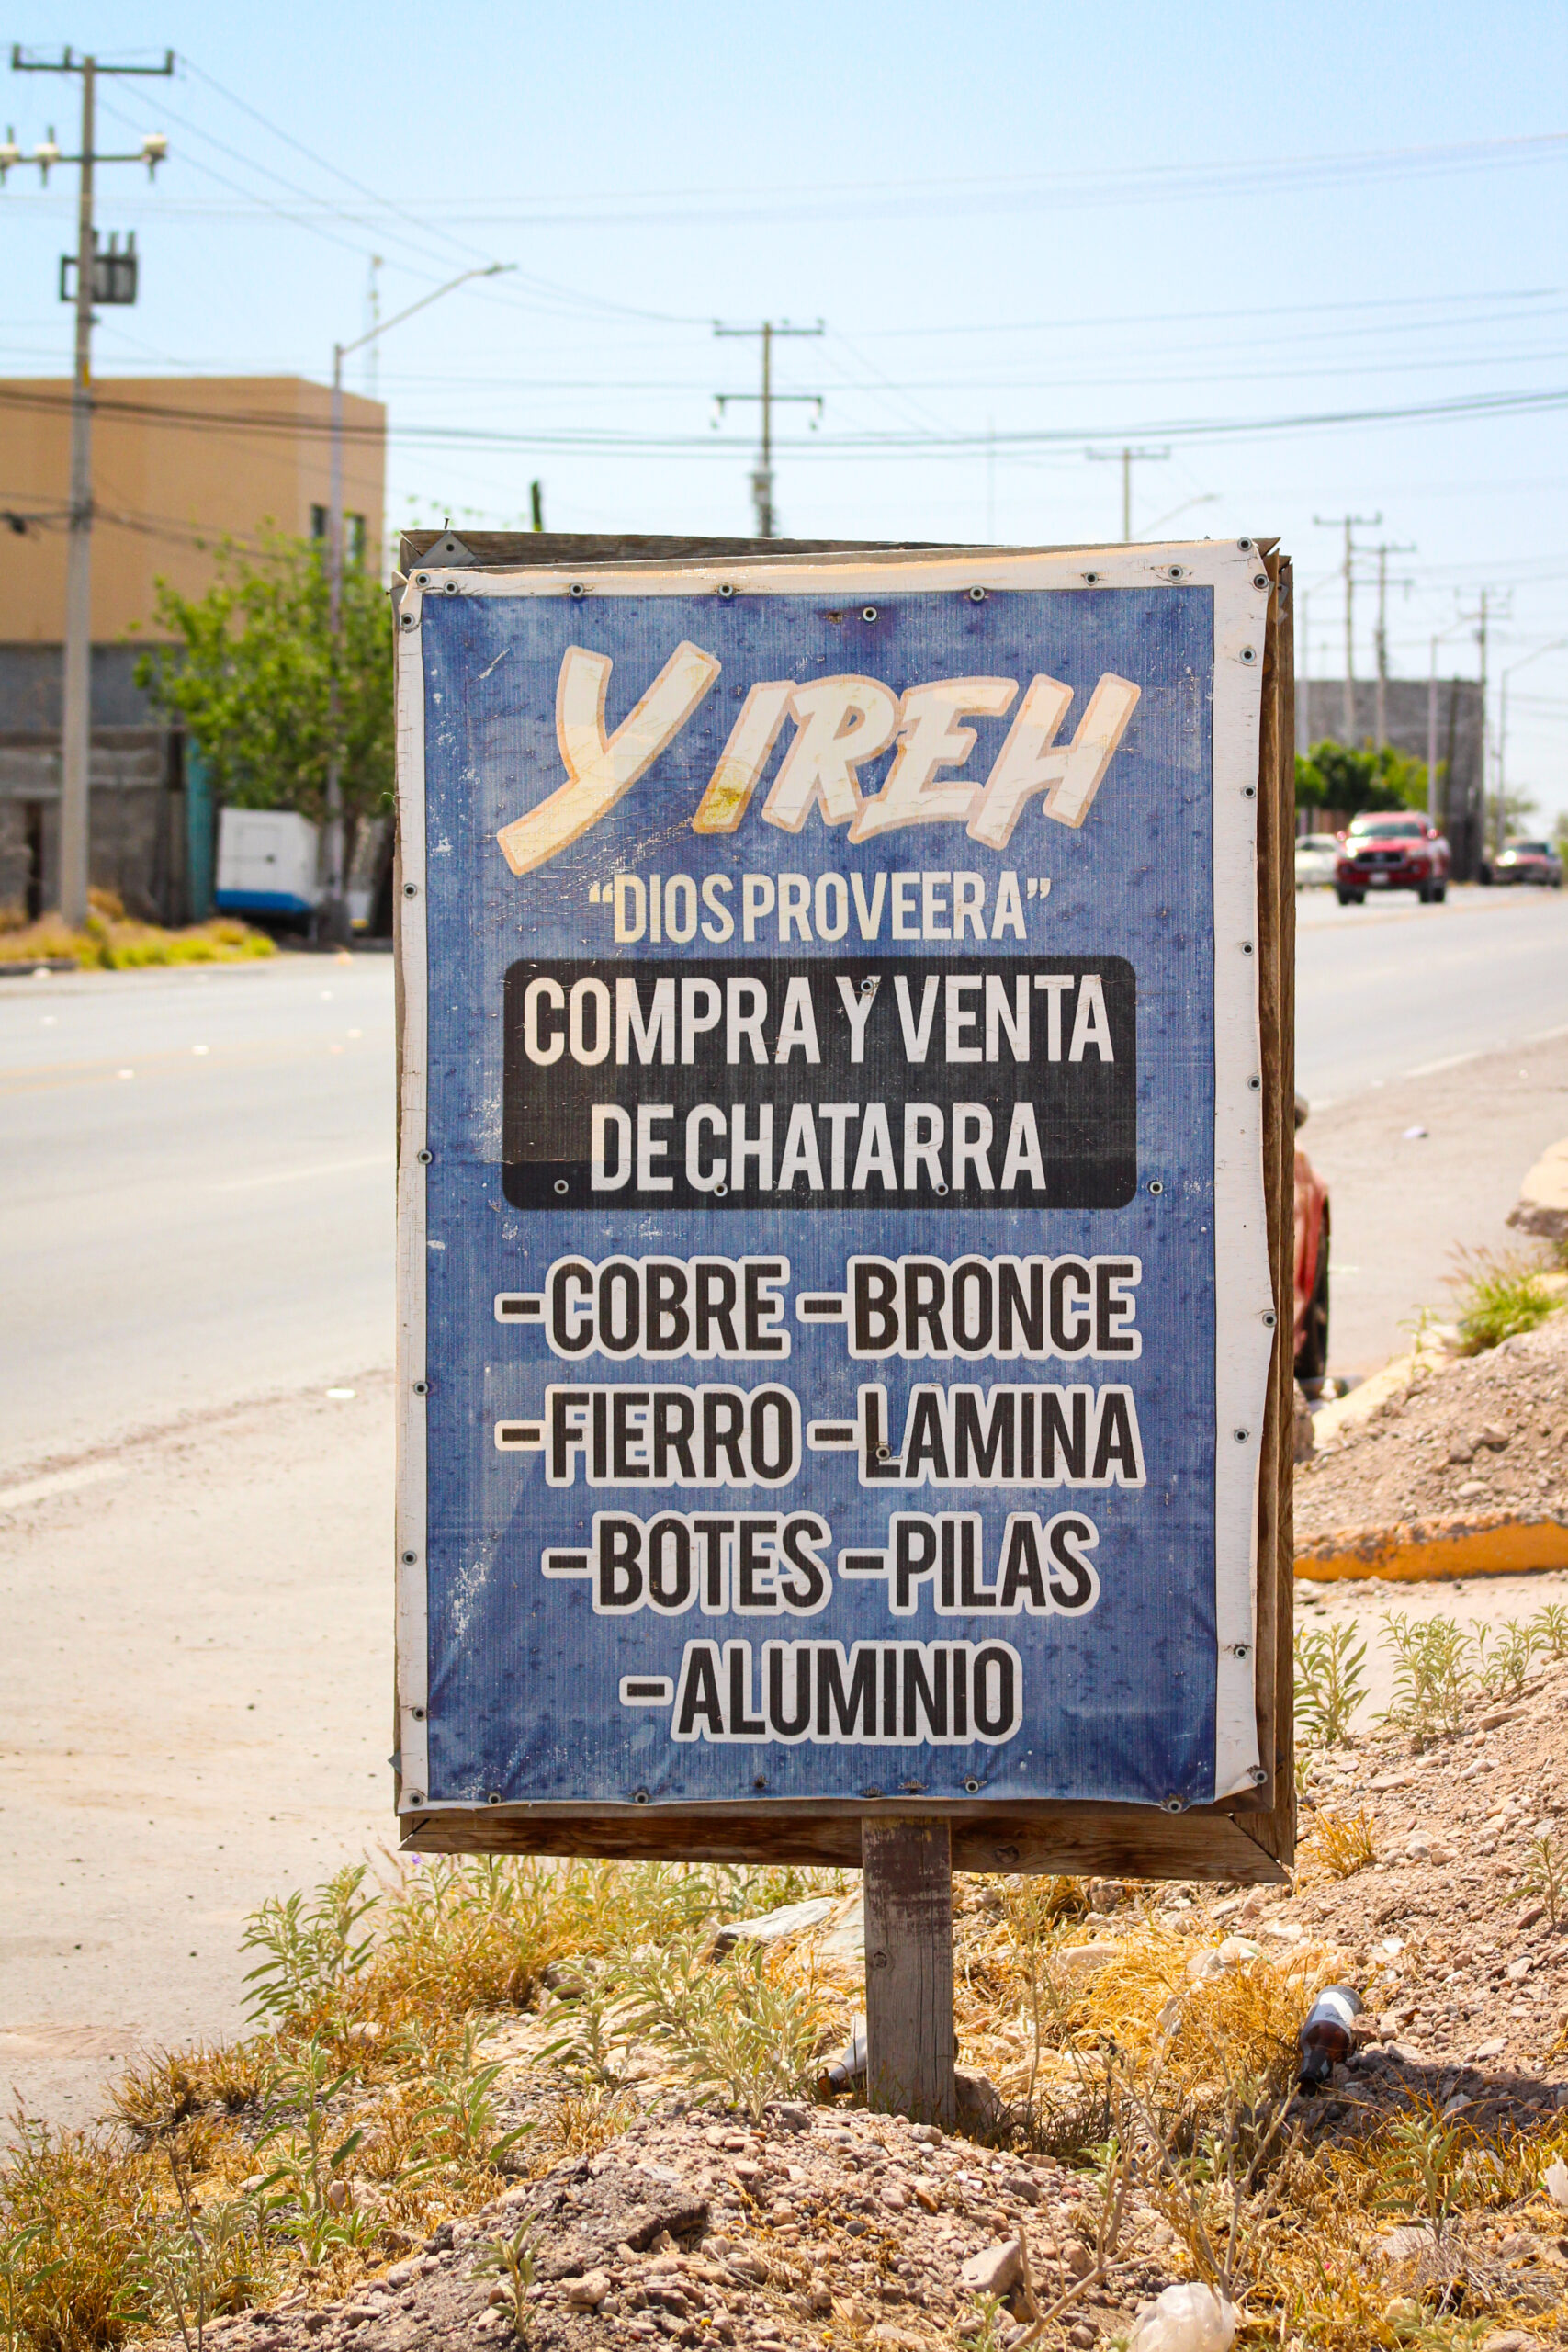 YIREH
“DIOS PROVEERA”
COMPRA Y VENTA
DE CHATARRA
-COBRE -BRONCE
-FIERRO -LAMINA
-BOTES -PILAS
-ALUMINIO